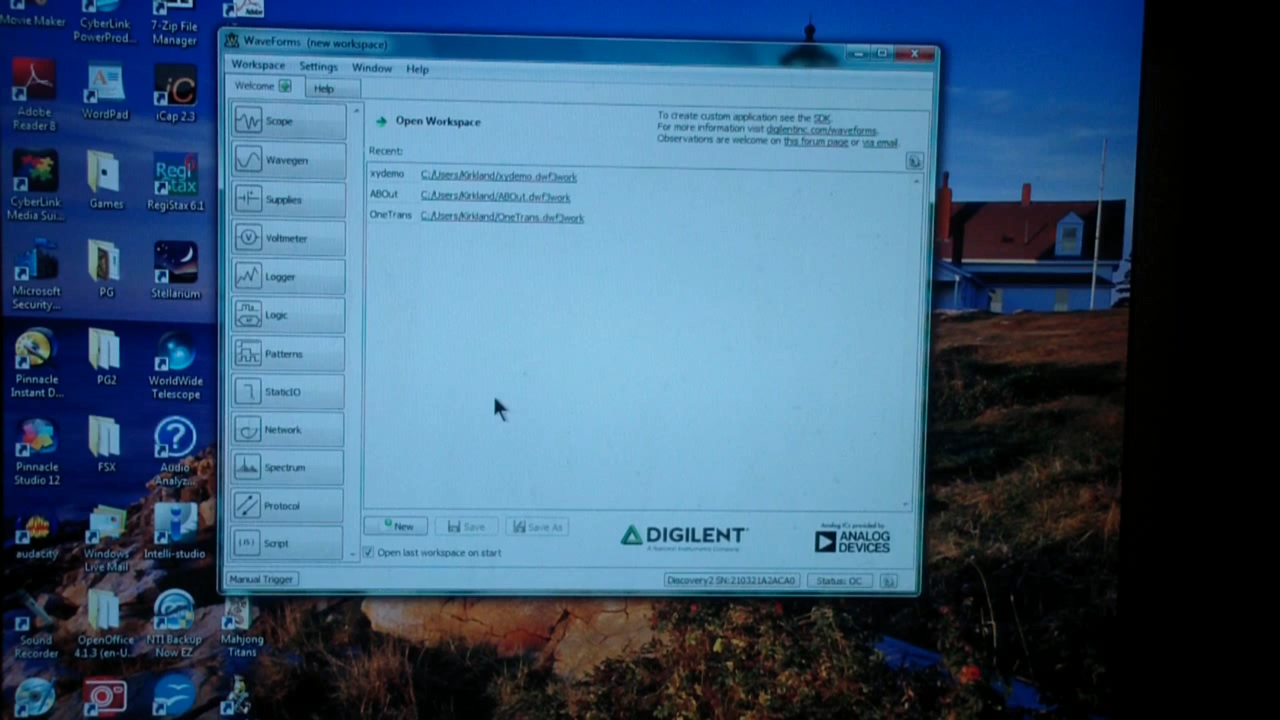 Movie Maker
CyberLink
PowerProd...
7-Zip File
Manager
Adobe
Reader 8
WordPad
iCap 2.3
CyberLink
Media Sui...
Games
RegiStax 6.1
Microsoft
Security...
PG
Stellarium
Pinnacle
Instant D...
PG2
WorldWide
Telescope
Pinnacle
Studio 12
FSX
Audio
Analyz...
audacity
Windows
Live Mail
Intelli-studio
Sound
Recorder
OpenOffice
4.1.3 (en-U...
NTI Backup
Now EZ
Mahjong
Titans
WaveForms (new workspace)
Workspace Settings Window Help
Welcome Help
Scope
Wavegen
Supplies
Voltmeter
Logger
Logic
Patterns
StaticIO
Network
Spectrum
Protocol
Script
Open Workspace
To create custom application see the SDK.
For more information visit digilentinc.com/waveforms.
Observations are welcome on this forum page or via email.
Recent:
xydemo C:/Users/Kirkland/xydemo.dwf3work
ABOut C:/Users/Kirkland/ABOut.dwf3work
OneTrans C:/Users/Kirkland/OneTrans.dwf3work
New Save Save As
Open last workspace on start
DIGILENT
A National Instruments Company
Analog ICs provided by
ANALOG
DEVICES
Manual Trigger
Discovery2 SN:210321A2ACA0 Status: OC